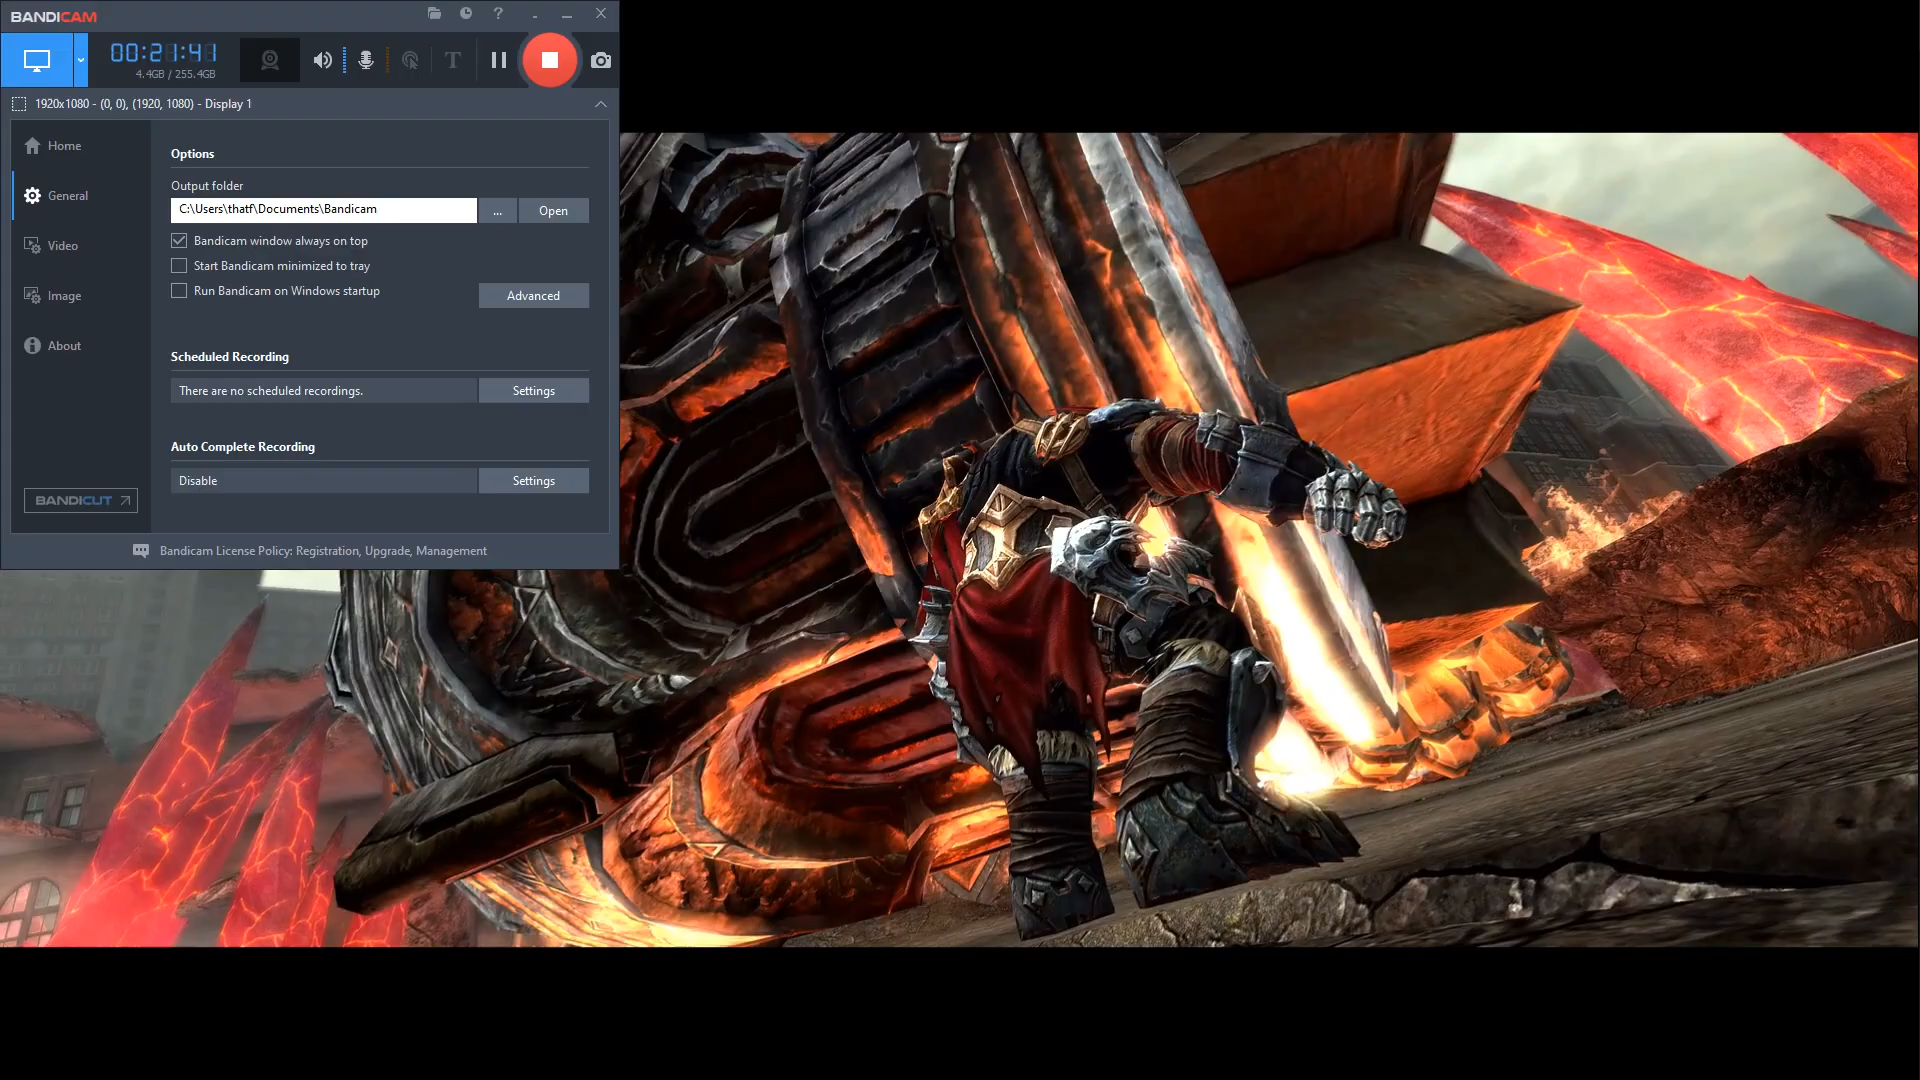 BANDICAM
00:21:41
4.4GB / 255.4GB
1920x1080 - (0, 0), (1920, 1080) - Display 1
Home
General
Video
Image
About
BANDICUT
Options
Output folder
C:\Users\thatf\Documents\Bandicam
...
Open
Bandicam window always on top
Start Bandicam minimized to tray
Run Bandicam on Windows startup
Advanced
Scheduled Recording
There are no scheduled recordings.
Settings
Auto Complete Recording
Disable
Settings
Bandicam License Policy: Registration, Upgrade, Management